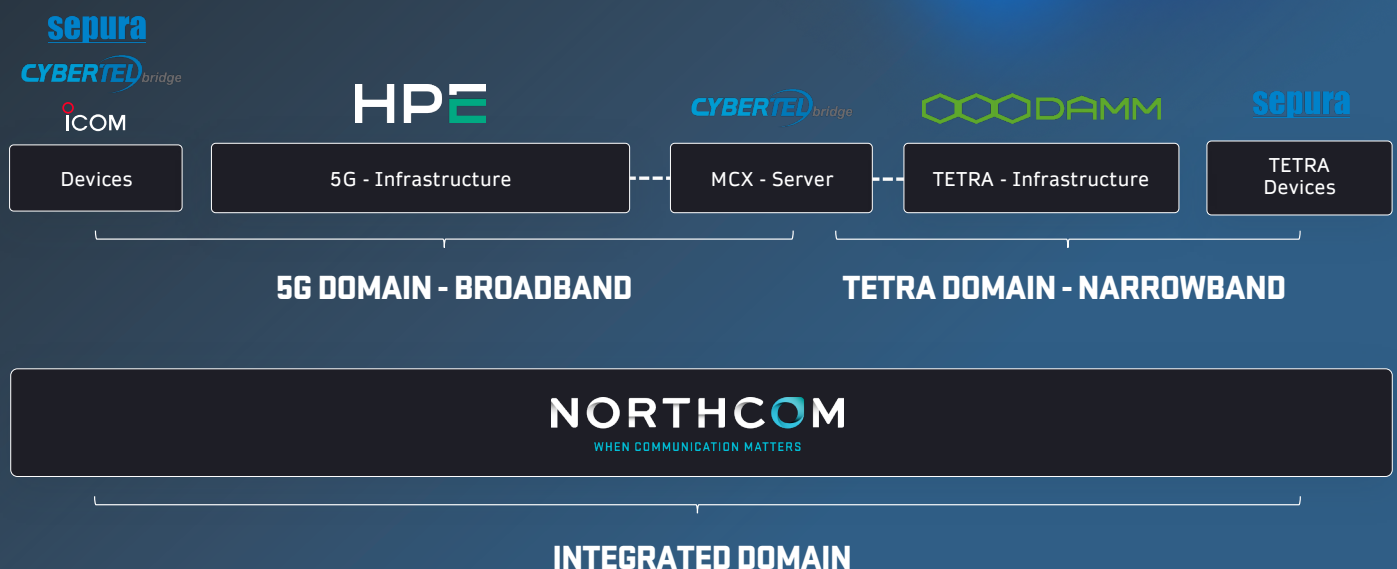 sepura
CYBERTEL bridge
iCOM
HPE
CYBERTEL bridge
DAMM
sepura
Devices
5G - Infrastructure
MCX - Server
TETRA - Infrastructure
TETRA
Devices
5G DOMAIN - BROADBAND
TETRA DOMAIN - NARROWBAND
NORTHCOM
WHEN COMMUNICATION MATTERS
INTEGRATED DOMAIN